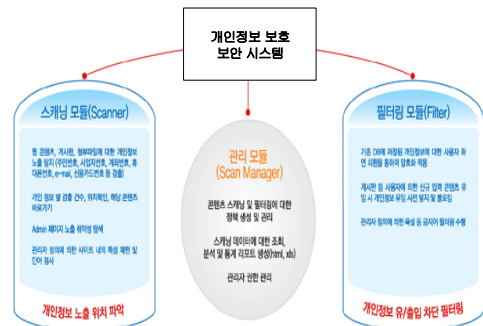 개인정보 보호
보안 시스템
스캐닝 모듈(Scanner)
웹 콘텐츠, 게시판, 첨부파일에 대한 개인정보
노출 탐지 (주민번호, 사업자번호, 계좌번호, 휴
대폰번호, e-mail, 신용카드번호 등 검출)
개인 정보 별 검출 건수, 위치확인, 해당 콘텐츠
바로가기
Admin 페이지 노출 취약성 탐색
관리자 정의에 의한 사이트 내의 특정 패턴 및
단어 검사
개인정보 노출 위치 파악
관리 모듈
(Scan Manager)
콘텐츠 스캐닝 및 필터링에 대한
정책 생성 및 관리
스캐닝 데이터에 대한 조회,
분석 및 통계 리포트 생성(html, xls)
관리자 권한 관리
필터링 모듈(Filter)
기존 DB에 저장된 개인정보에 대한 사용자 화
면 치환을 통하여 암호화 적용
게시판 등 사용자에 의한 신규 입력 콘텐츠 유
입 시 개인정보 유입 사전 탐지 및 블로킹
관리자 정의에 의한 욕설 등 금지어 필터링 수행
개인정보 유/출입 차단 필터링